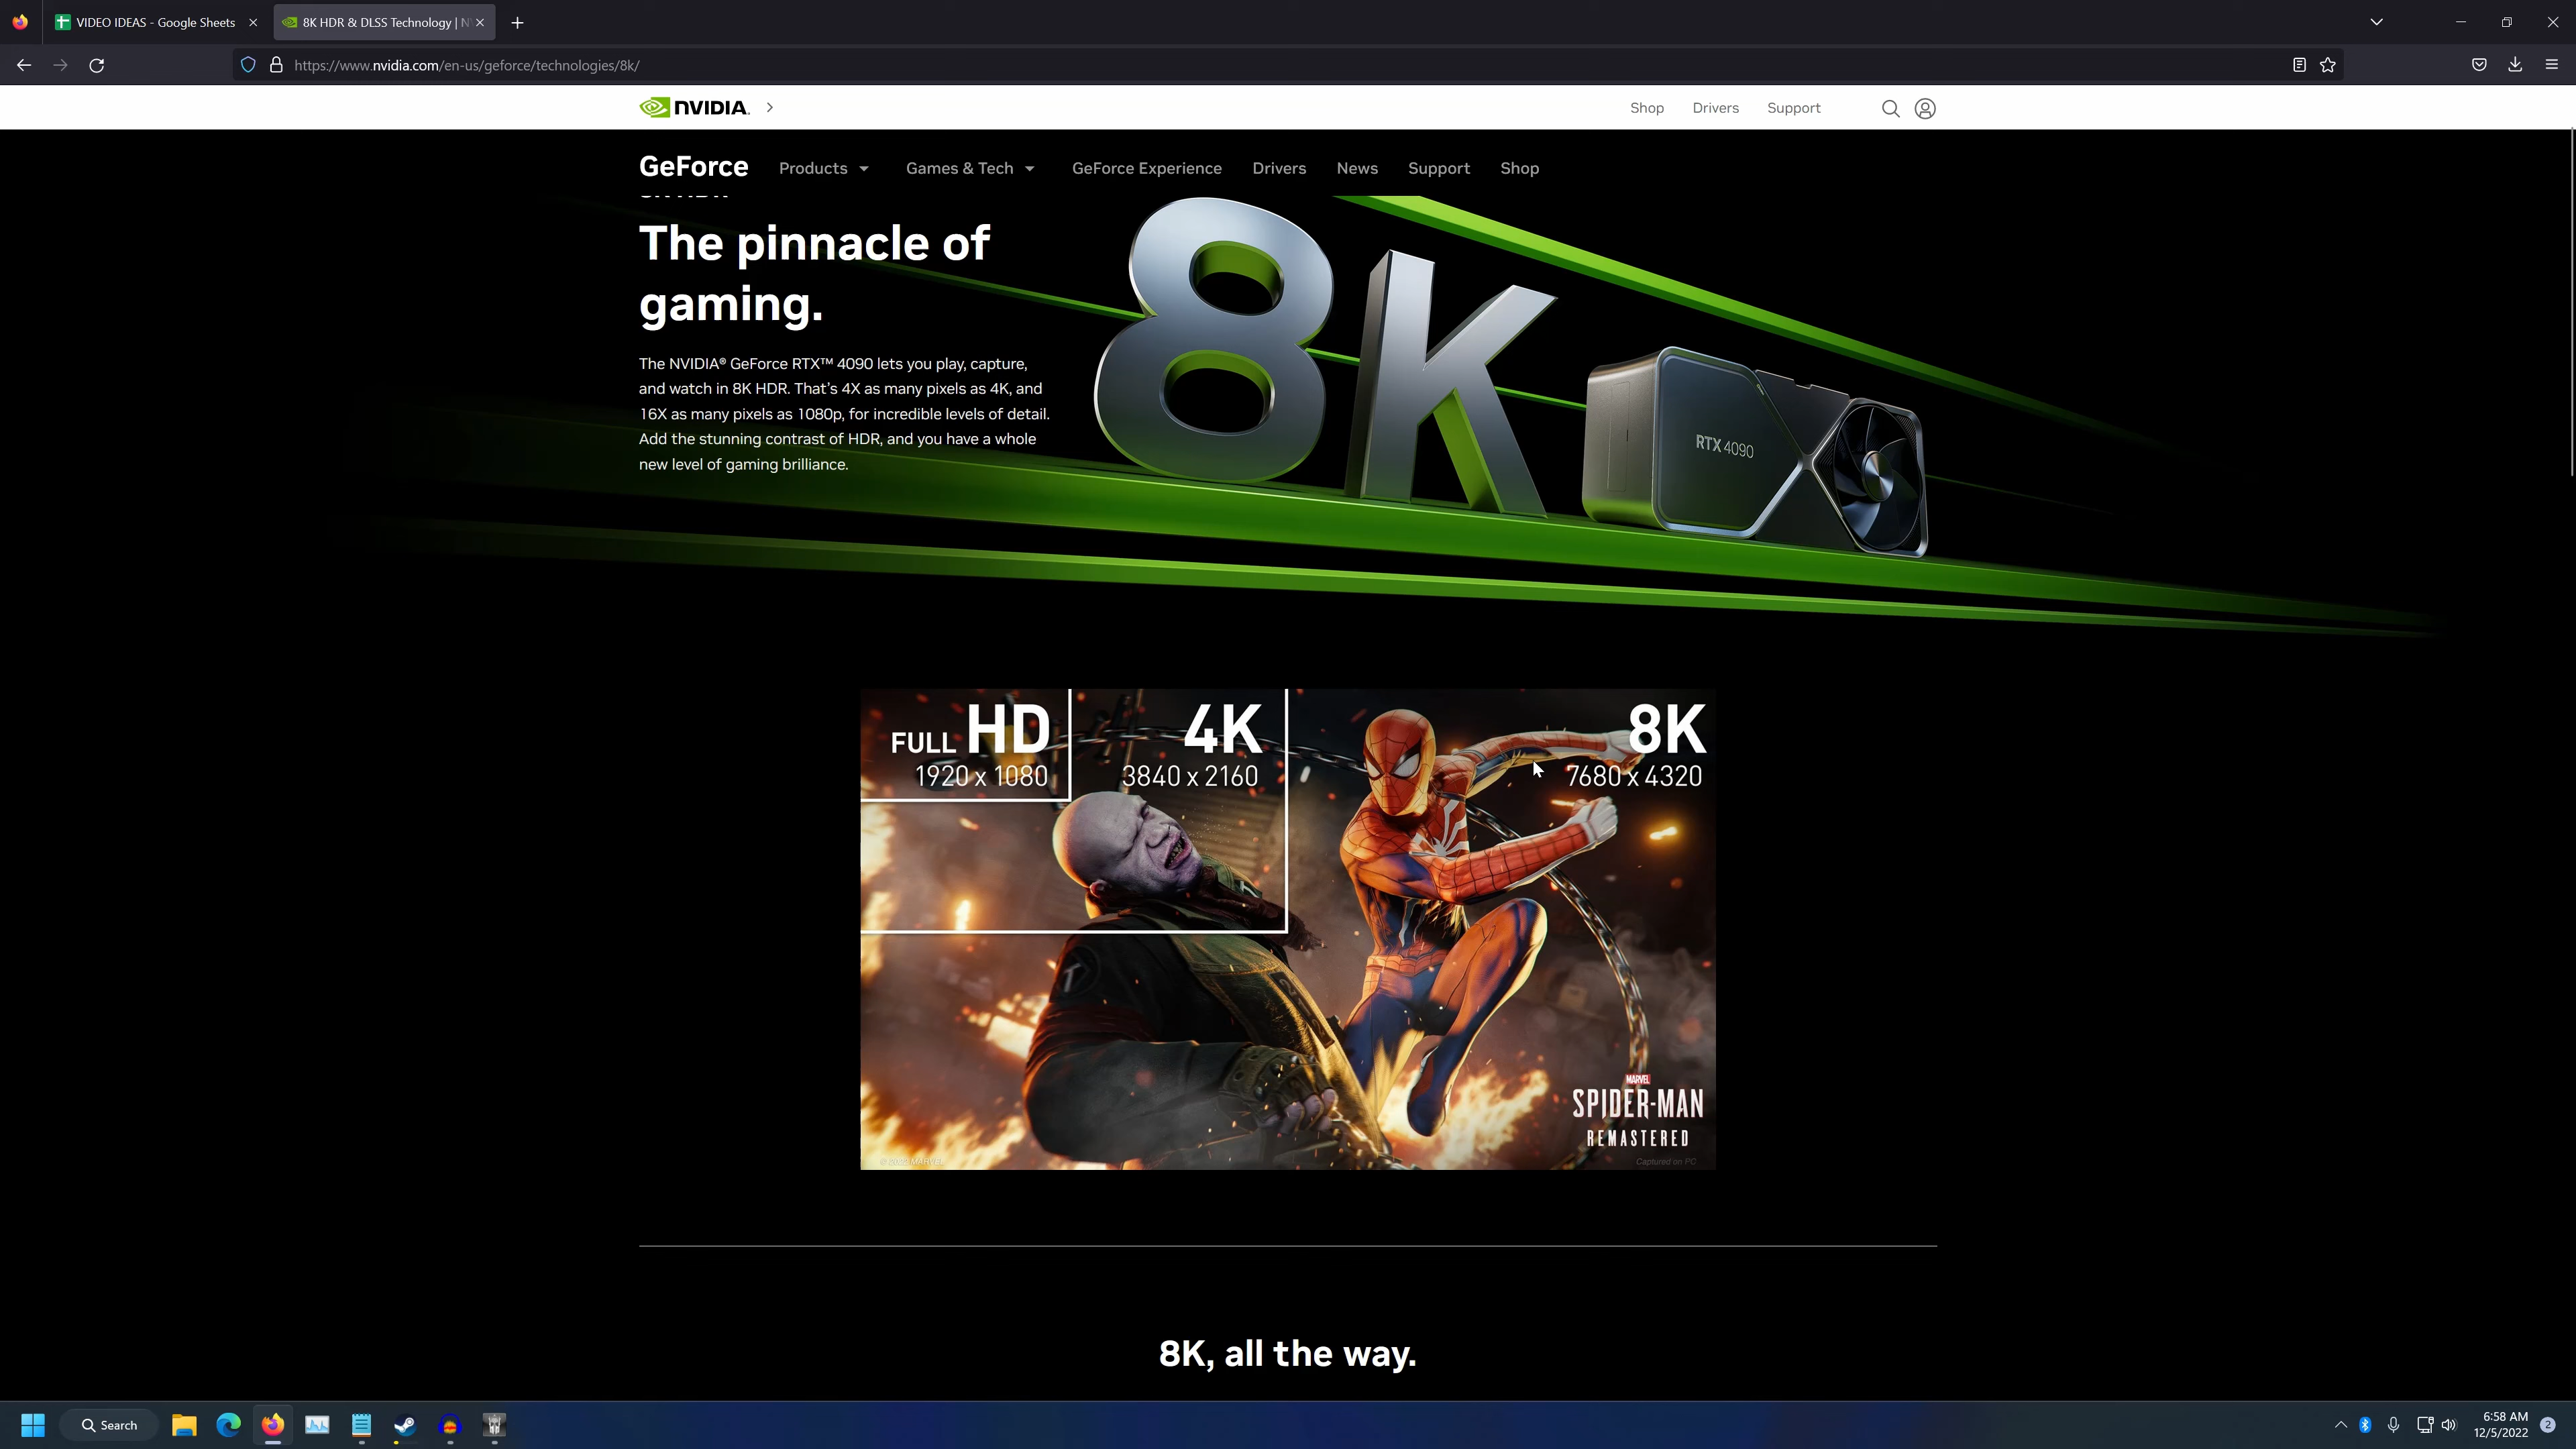 VIDEO IDEAS - Google Sheets
8K HDR & DLSS Technology | N
https://www.nvidia.com/en-us/geforce/technologies/8k/
NVIDIA.
Shop
Drivers
Support
GeForce
Products
Games & Tech
GeForce Experience
Drivers
News
Support
Shop
The pinnacle of
gaming.
The NVIDIA® GeForce RTX™ 4090 lets you play, capture,
and watch in 8K HDR. That's 4X as many pixels as 4K, and
16X as many pixels as 1080p, for incredible levels of detail.
Add the stunning contrast of HDR, and you have a whole
new level of gaming brilliance.
8K
RTX 4090
FULL HD
1920 x 1080
4K
3840 x 2160
8K
7680 x 4320
MARVEL
SPIDER-MAN
REMASTERED
Captured on PC
8K, all the way.
Search
6:58 AM
12/5/2022
2